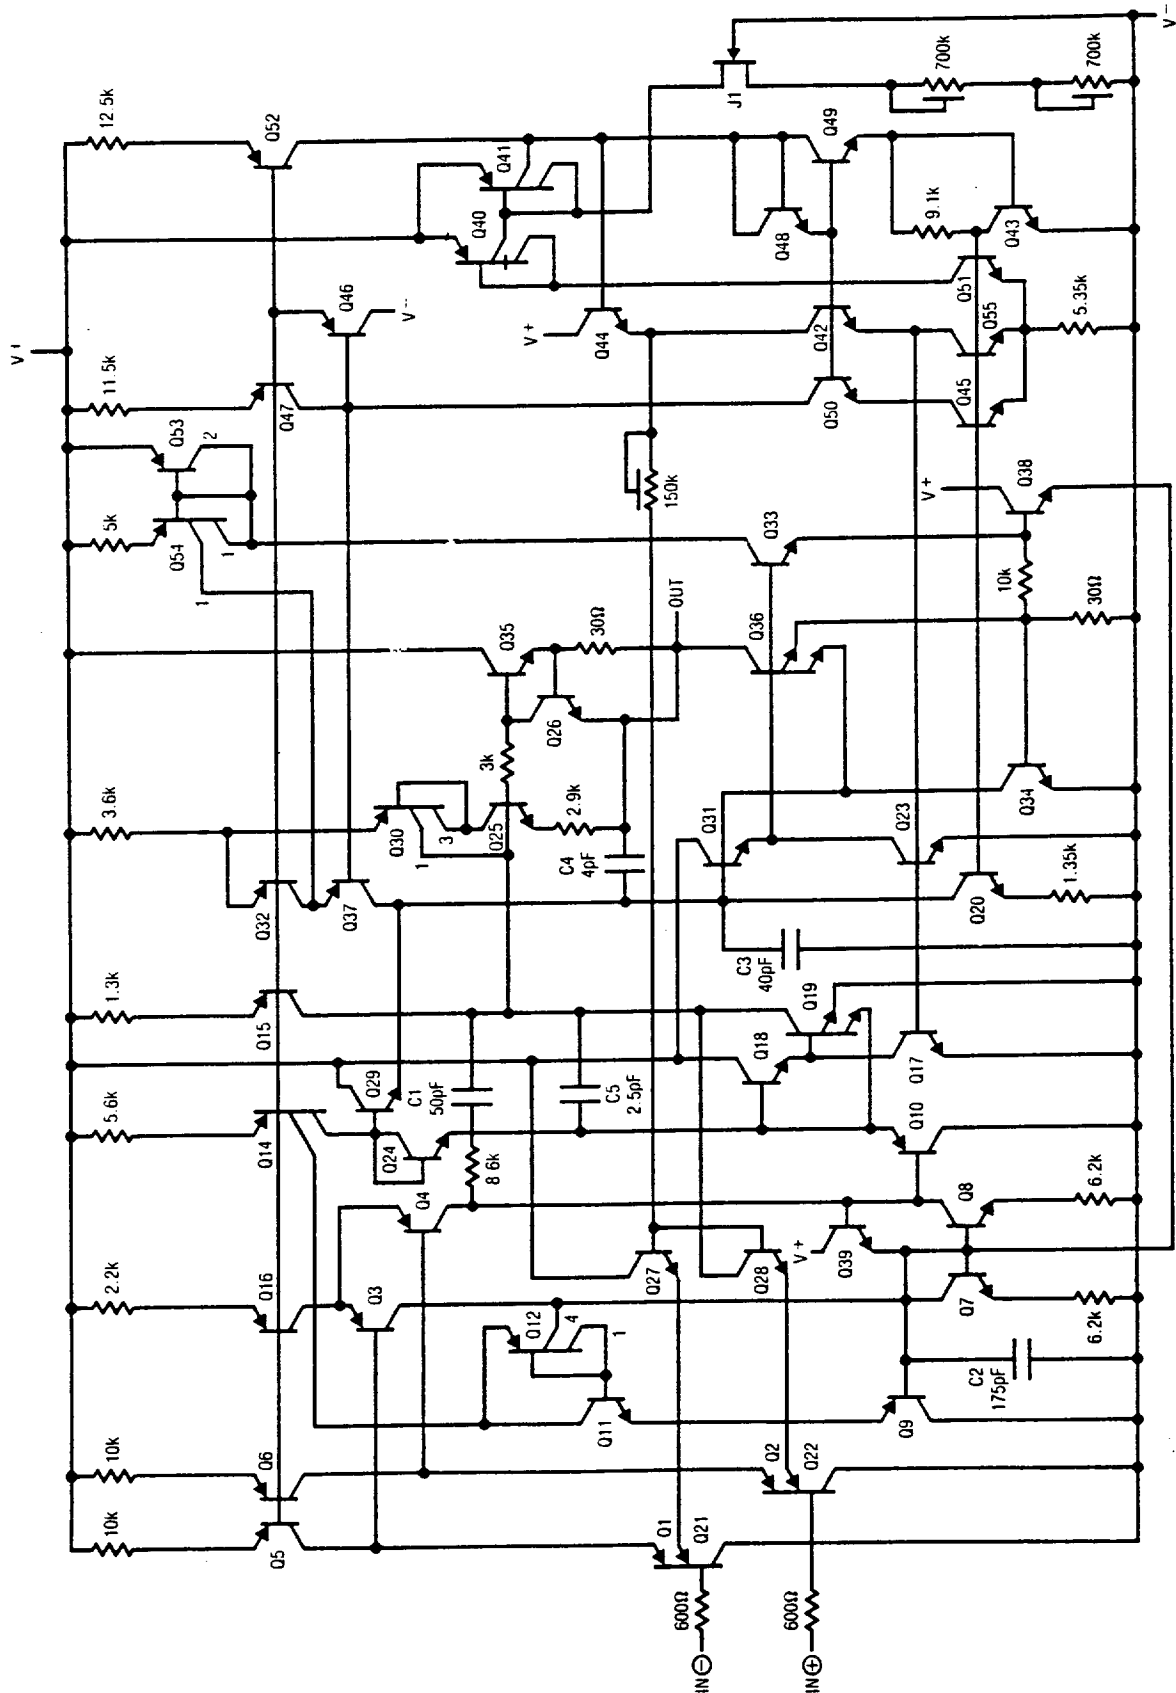 V+
V-
12.5k
Q52
Q41
Q40
J1
700k
700k
Q49
Q48
9.1k
Q43
Q46
V-
V+
Q44
Q42
Q51
Q55
5.35k
11.5k
Q47
Q50
Q45
Q53
2
5k
Q54
1
1
150k
V+
Q38
Q33
10k
Q35
30Ω
OUT
Q36
30Ω
Q26
3k
3.6k
Q30
1
3
Q25
2.9k
C4
4pF
Q31
Q23
Q34
Q32
Q37
Q20
1.35k
C3
40pF
1.3k
Q15
Q19
Q18
Q17
5.6k
Q14
Q29
Q24
C1
50pF
8.6k
C5
2.5pF
Q10
Q4
Q8
6.2k
2.2k
Q16
Q3
Q27
Q28
V+
Q39
Q7
6.2k
Q12
4
1
Q11
Q9
C2
175pF
10k
Q6
10k
Q5
Q2
Q22
Q1
Q21
600Ω
600Ω
IN⊖
IN⊕